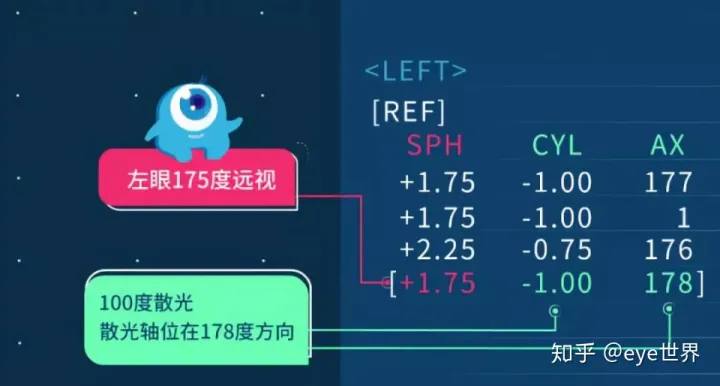 <LEFT>
[REF]
SPH CYL AX
左眼175度远视
+1.75 -1.00 177
+1.75 -1.00 1
+2.25 -0.75 176
[+1.75 -1.00 178]
100度散光
散光轴位在178度方向
知乎 @eye世界